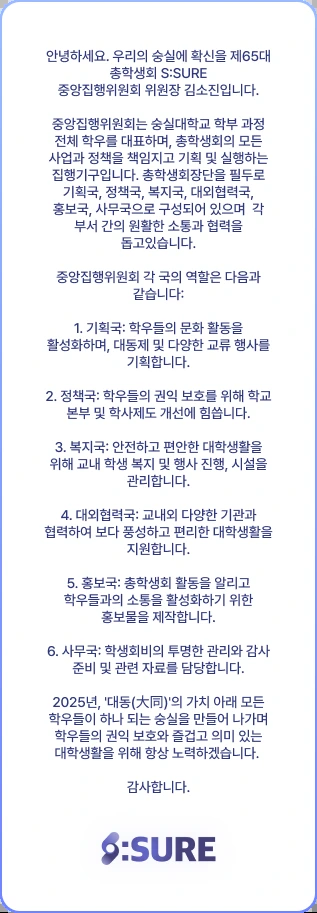 안녕하세요. 우리의 숭실에 확신을 제65대
총학생회 S:SURE
중앙집행위원회 위원장 김소진입니다.
중앙집행위원회는 숭실대학교 학부 과정
전체 학우를 대표하며, 총학생회의 모든
사업과 정책을 책임지고 기획 및 실행하는
집행기구입니다. 총학생회장단을 필두로
기획국, 정책국, 복지국, 대외협력국,
홍보국, 사무국으로 구성되어 있으며 각
부서 간의 원활한 소통과 협력을
돕고있습니다.
중앙집행위원회 각 국의 역할은 다음과
같습니다:
1. 기획국: 학우들의 문화 활동을
활성화하며, 대동제 및 다양한 교류 행사를
기획합니다.
2. 정책국: 학우들의 권익 보호를 위해 학교
본부 및 학사제도 개선에 힘씁니다.
3. 복지국: 안전하고 편안한 대학생활을
위해 교내 학생 복지 및 행사 진행, 시설을
관리합니다.
4. 대외협력국: 교내외 다양한 기관과
협력하여 보다 풍성하고 편리한 대학생활을
지원합니다.
5. 홍보국: 총학생회 활동을 알리고
학우들과의 소통을 활성화하기 위한
홍보물을 제작합니다.
6. 사무국: 학생회비의 투명한 관리와 감사
준비 및 관련 자료를 담당합니다.
2025년, '대동(大同)'의 가치 아래 모든
학우들이 하나 되는 숭실을 만들어 나가며
학우들의 권익 보호와 즐겁고 의미 있는
대학생활을 위해 항상 노력하겠습니다.
감사합니다.
S:SURE